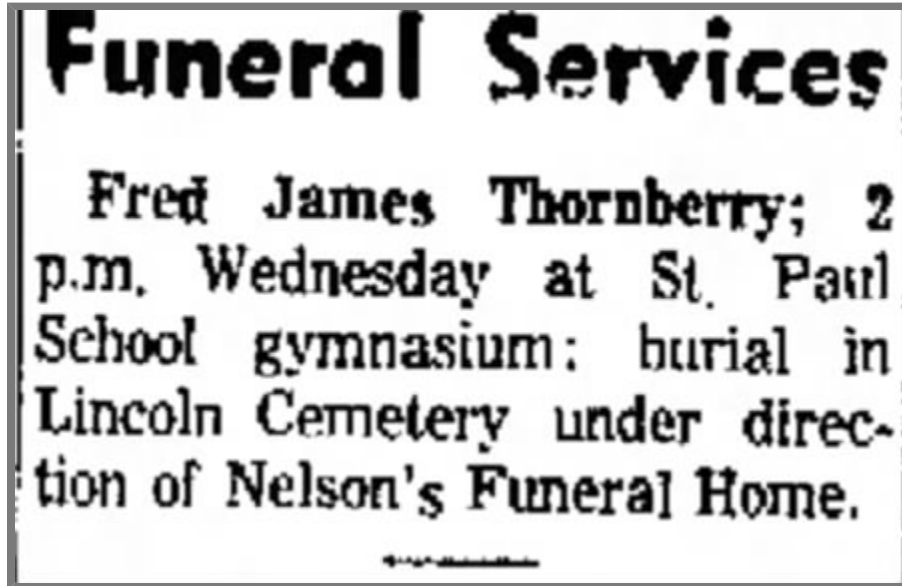 Funeral Services
Fred James Thornberry; 2
p.m. Wednesday at St. Paul
School gymnasium; burial in
Lincoln Cemetery under direc-
tion of Nelson's Funeral Home.